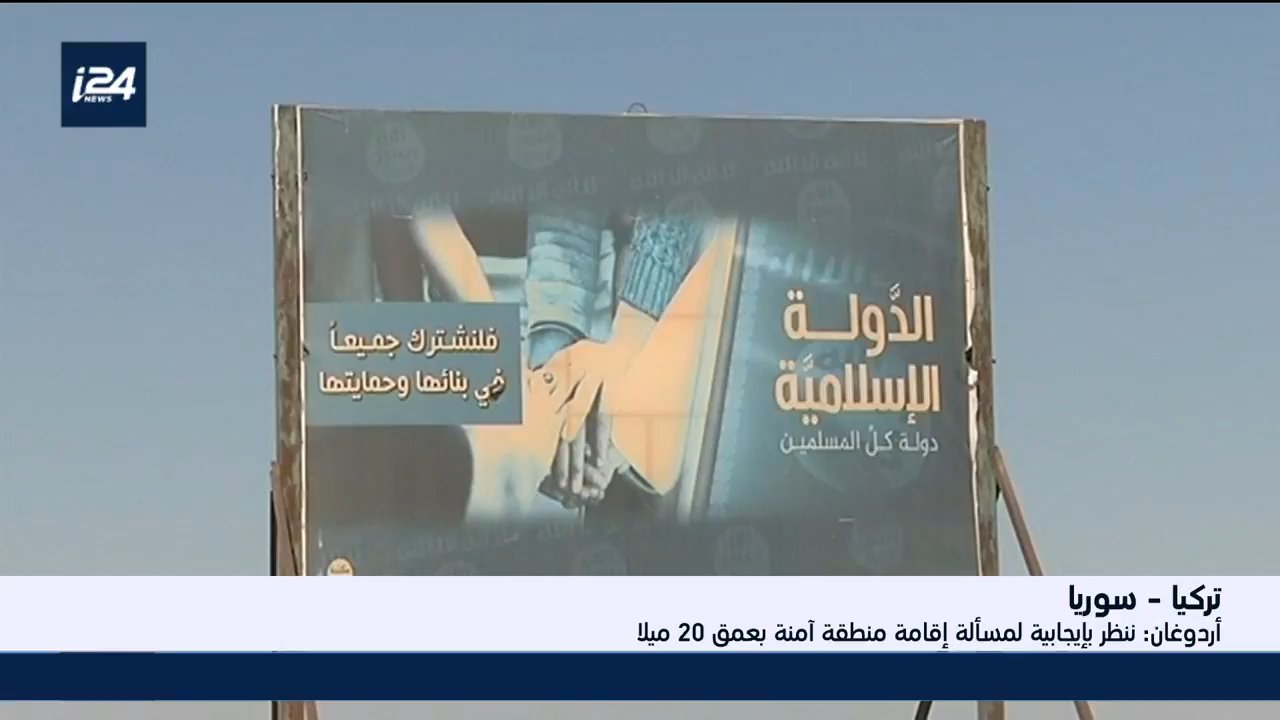 i24
NEWS
الدَّولـة
الإسلاميَّة
دولة كلّ المسلمين
فلنشترك جميعاً
في بنائها وحمايتها
تركيا - سوريا
أردوغان: ننظر بإيجابية لمسألة إقامة منطقة آمنة بعمق 20 ميلا